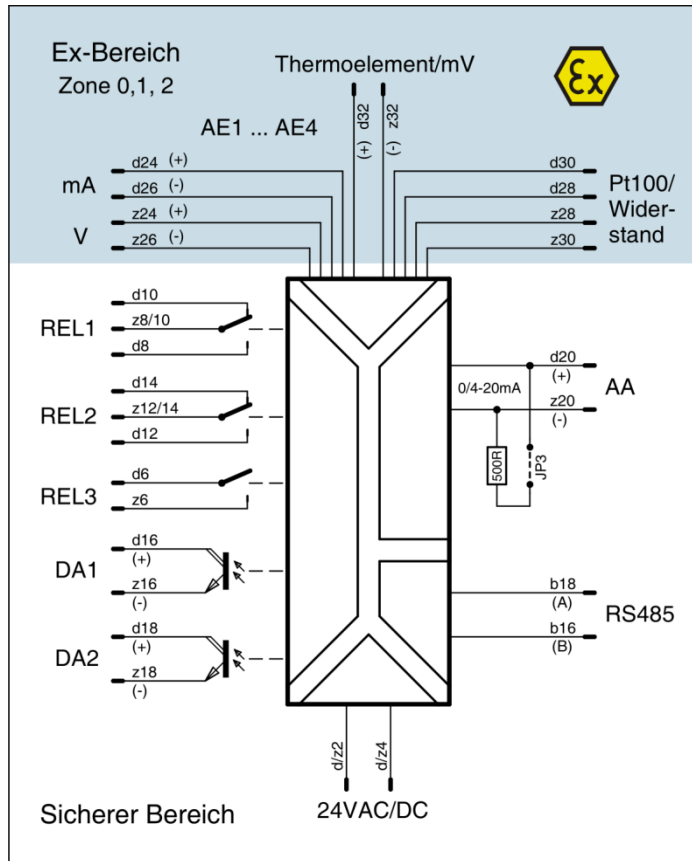 Ex-Bereich
Zone 0,1, 2
Thermoelement/mV
Ex
AE1 ... AE4
d32
(+)
z32
(-)
mA
d24 (+)
d26 (-)
V
z24 (+)
z26 (-)
d30
d28
z28
z30
Pt100/
Wider-
stand
REL1
d10
z8/10
d8
REL2
d14
z12/14
d12
REL3
d6
z6
DA1
d16
(+)
z16
(-)
DA2
d18
(+)
z18
(-)
d20
(+)
0/4-20mA
z20
(-)
AA
500R
JP3
b18
(A)
b16
(B)
RS485
d/z2
d/z4
24VAC/DC
Sicherer Bereich